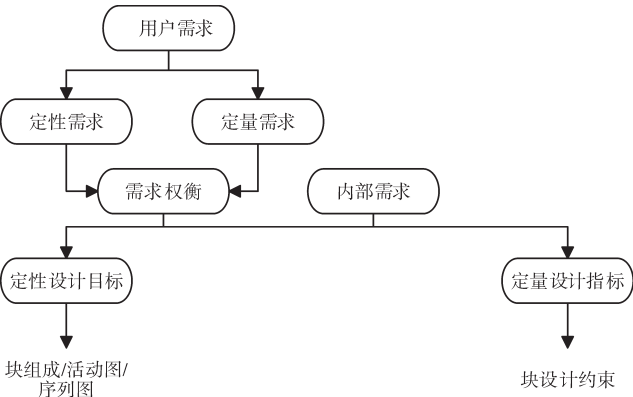 用户需求
定性需求
定量需求
需求权衡
内部需求
定性设计目标
定量设计指标
块组成/活动图/
序列图
块设计约束